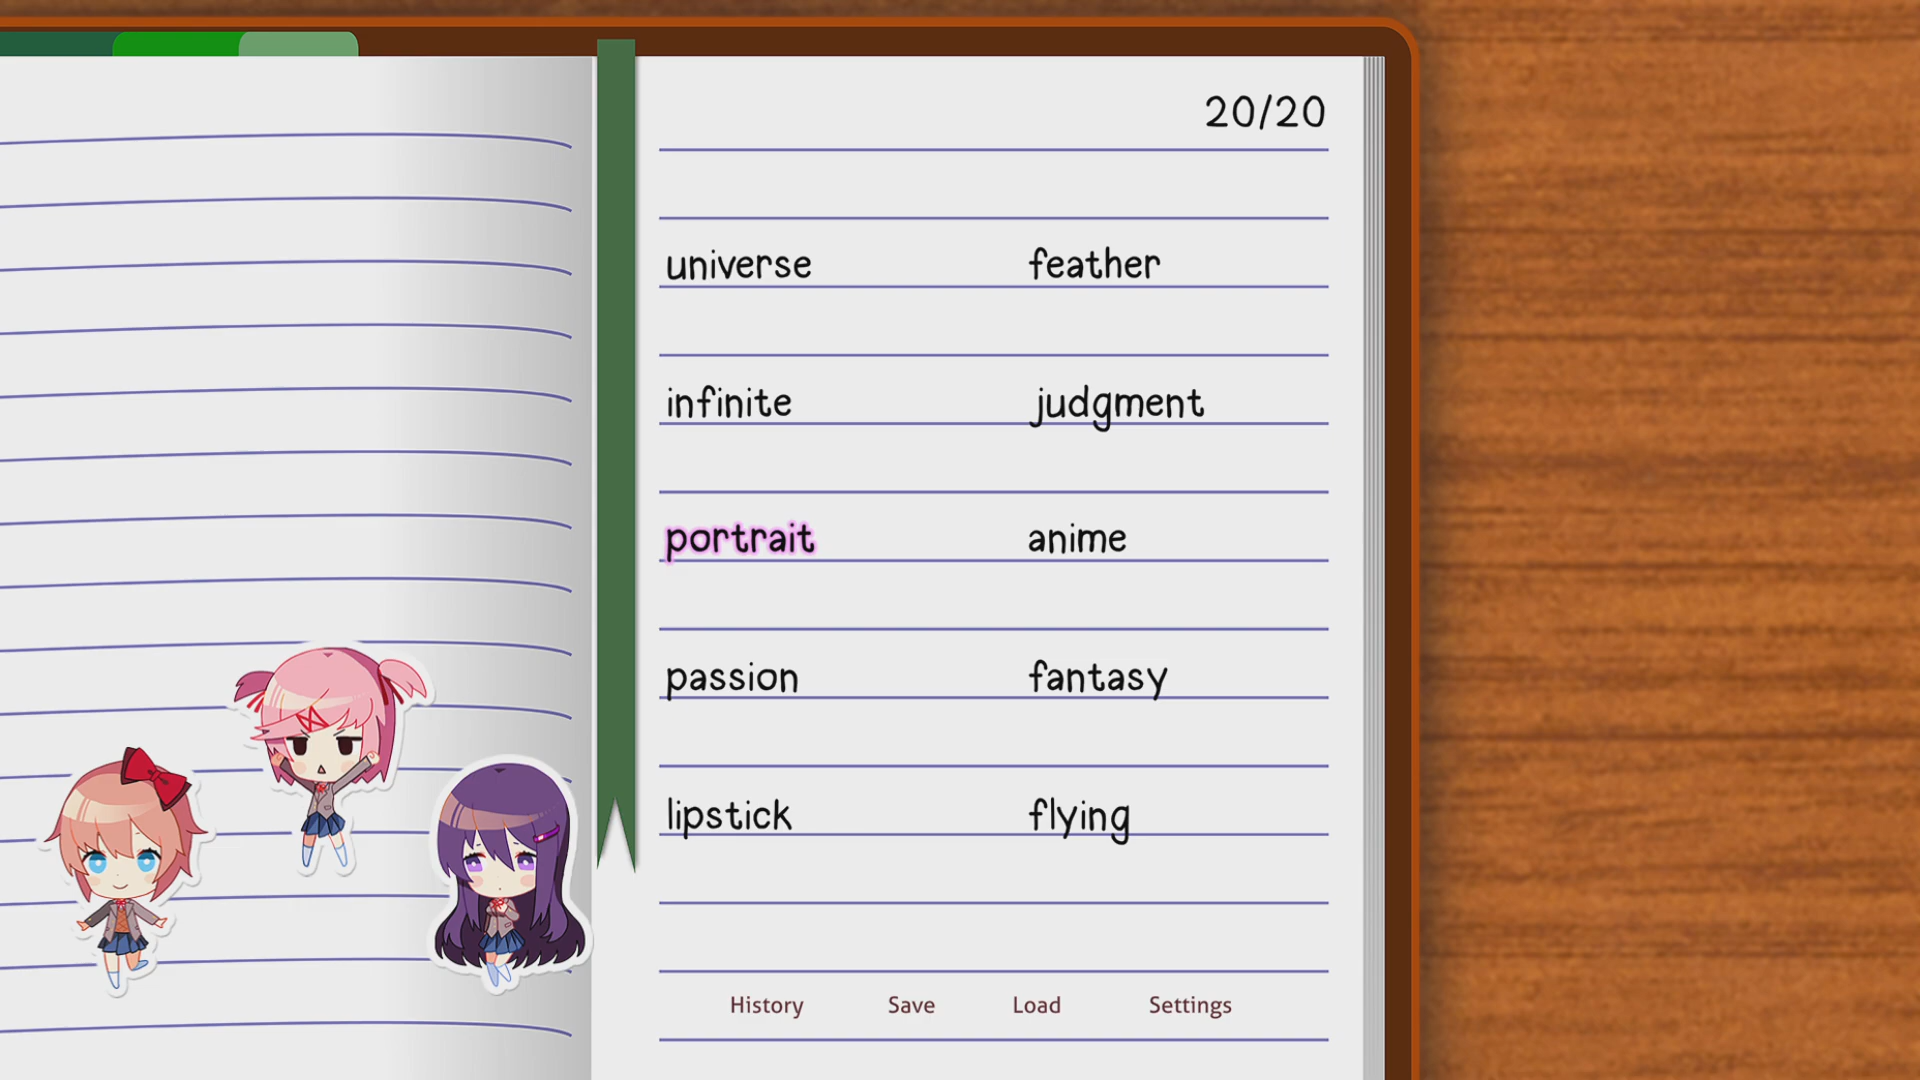 20/20
universe feather
infinite judgment
portrait anime
passion fantasy
lipstick flying
History Save Load Settings